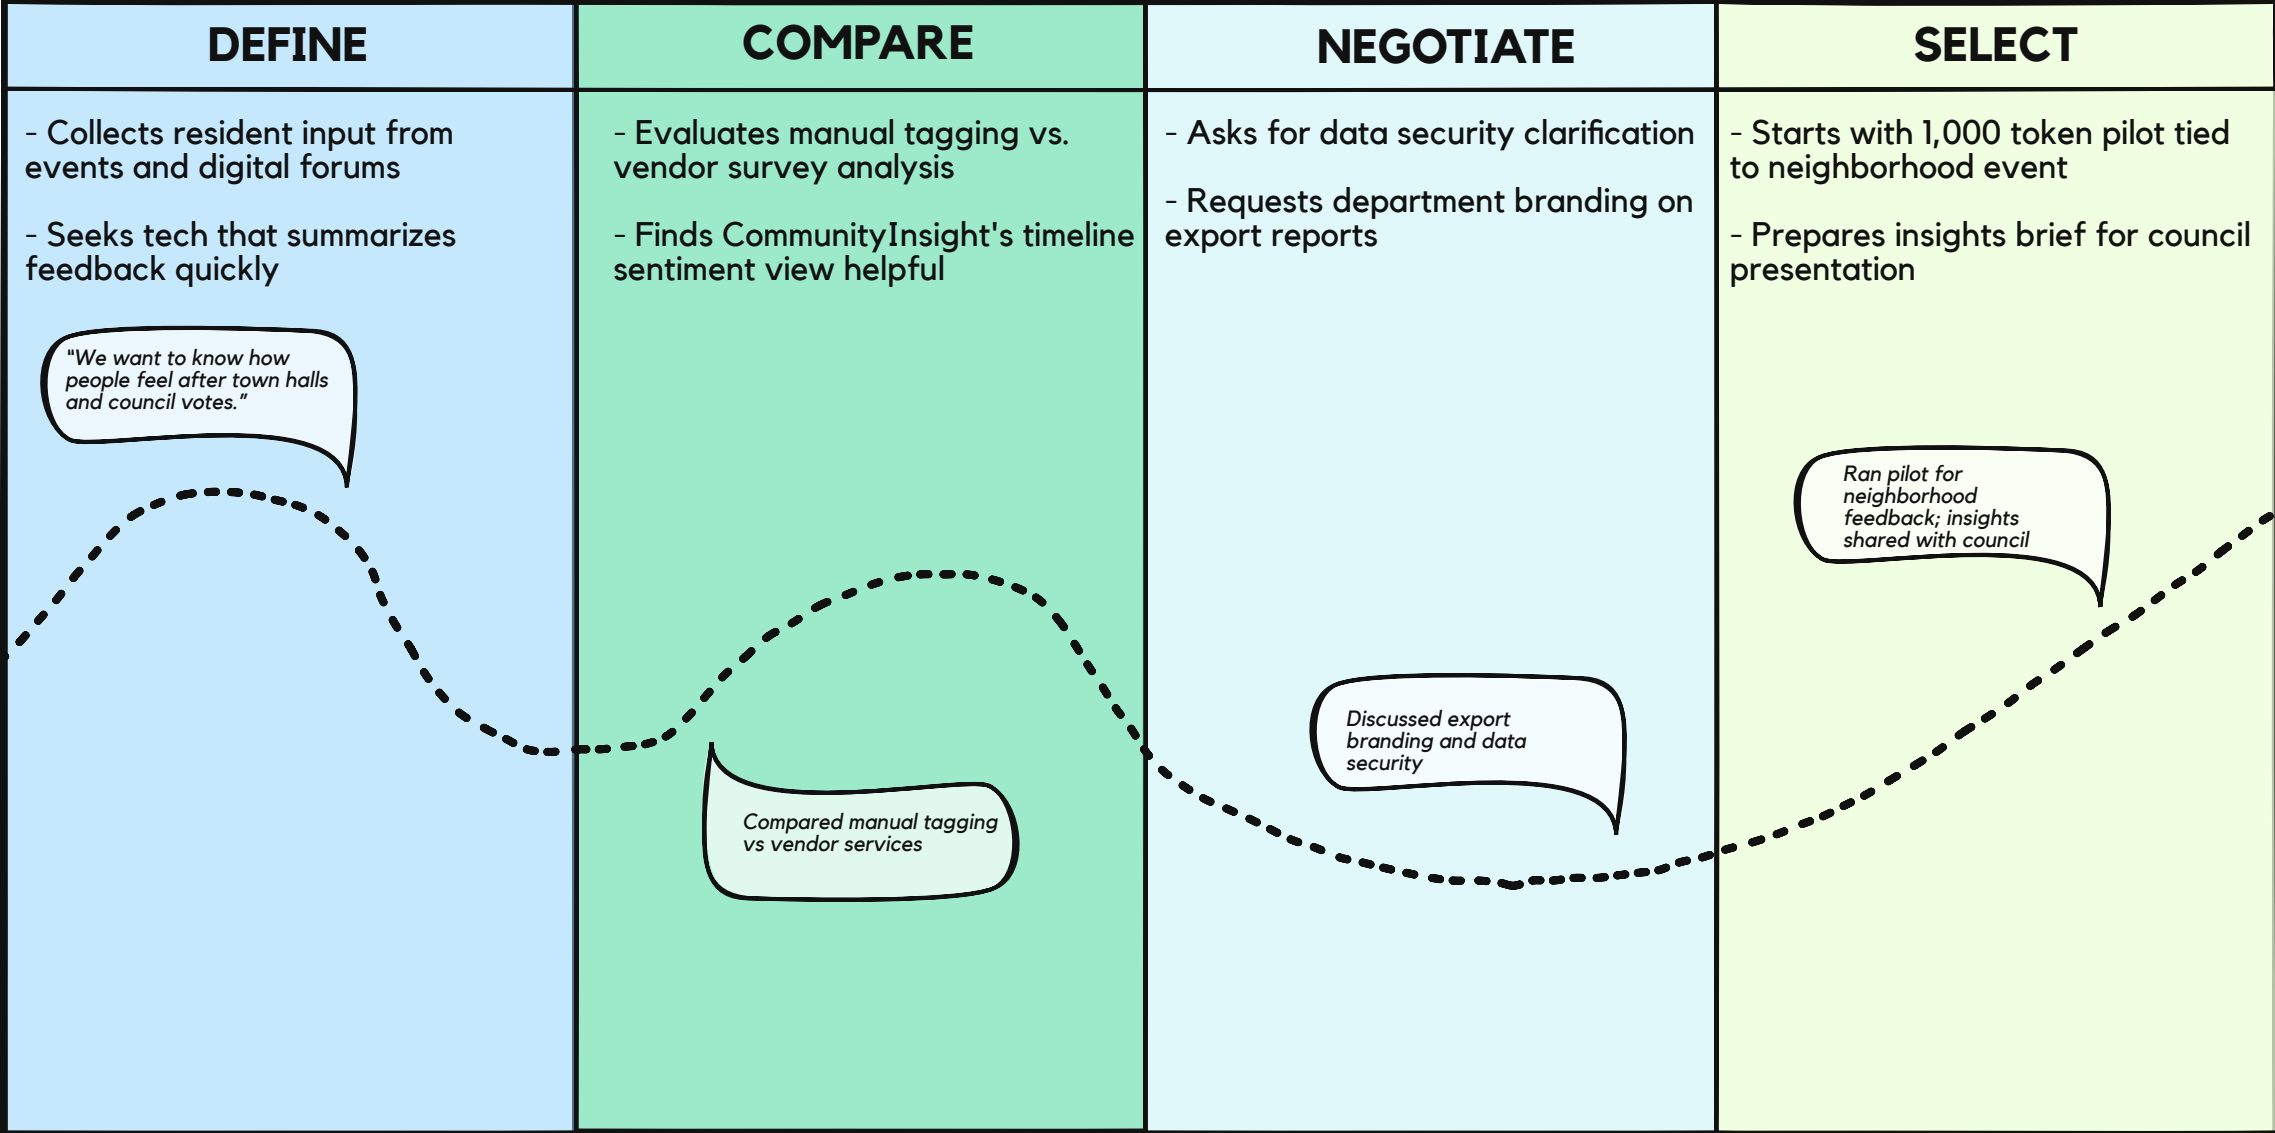 DEFINE
- Collects resident input from
events and digital forums
- Seeks tech that summarizes
feedback quickly
"We want to know how
people feel after town halls
and council votes.”
COMPARE
- Evaluates manual tagging vs.
vendor survey analysis
- Finds CommunityInsight's timeline
sentiment view helpful
Compared manual tagging
vs vendor services
NEGOTIATE
- Asks for data security clarification
- Requests department branding on
export reports
Discussed export
branding and data
security
SELECT
- Starts with 1,000 token pilot tied
to neighborhood event
- Prepares insights brief for council
presentation
Ran pilot for
neighborhood
feedback; insights
shared with council